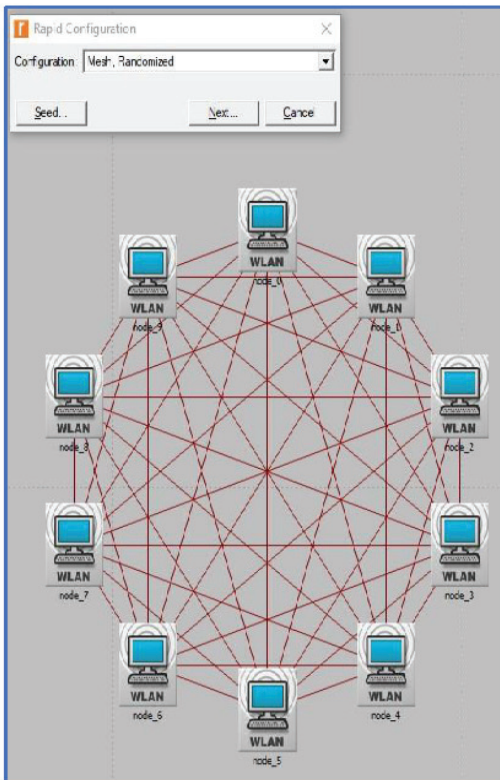 Rapid Configuration
Configuration: Mesh, Randomized
Seed... Next... Cancel
WLAN
node_0
WLAN
node_9
WLAN
node_1
WLAN
node_8
WLAN
node_2
WLAN
node_7
WLAN
node_3
WLAN
node_6
WLAN
node_4
WLAN
node_5